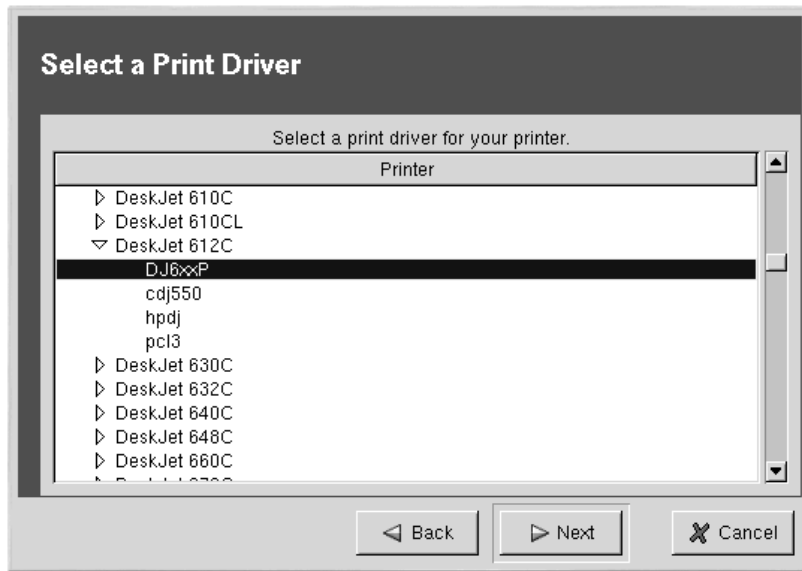 Select a Print Driver
Select a print driver for your printer.
Printer
DeskJet 610C
DeskJet 610CL
DeskJet 612C
DJ6xxP
cdj550
hpdj
pcl3
DeskJet 630C
DeskJet 632C
DeskJet 640C
DeskJet 648C
DeskJet 660C
Back
Next
Cancel